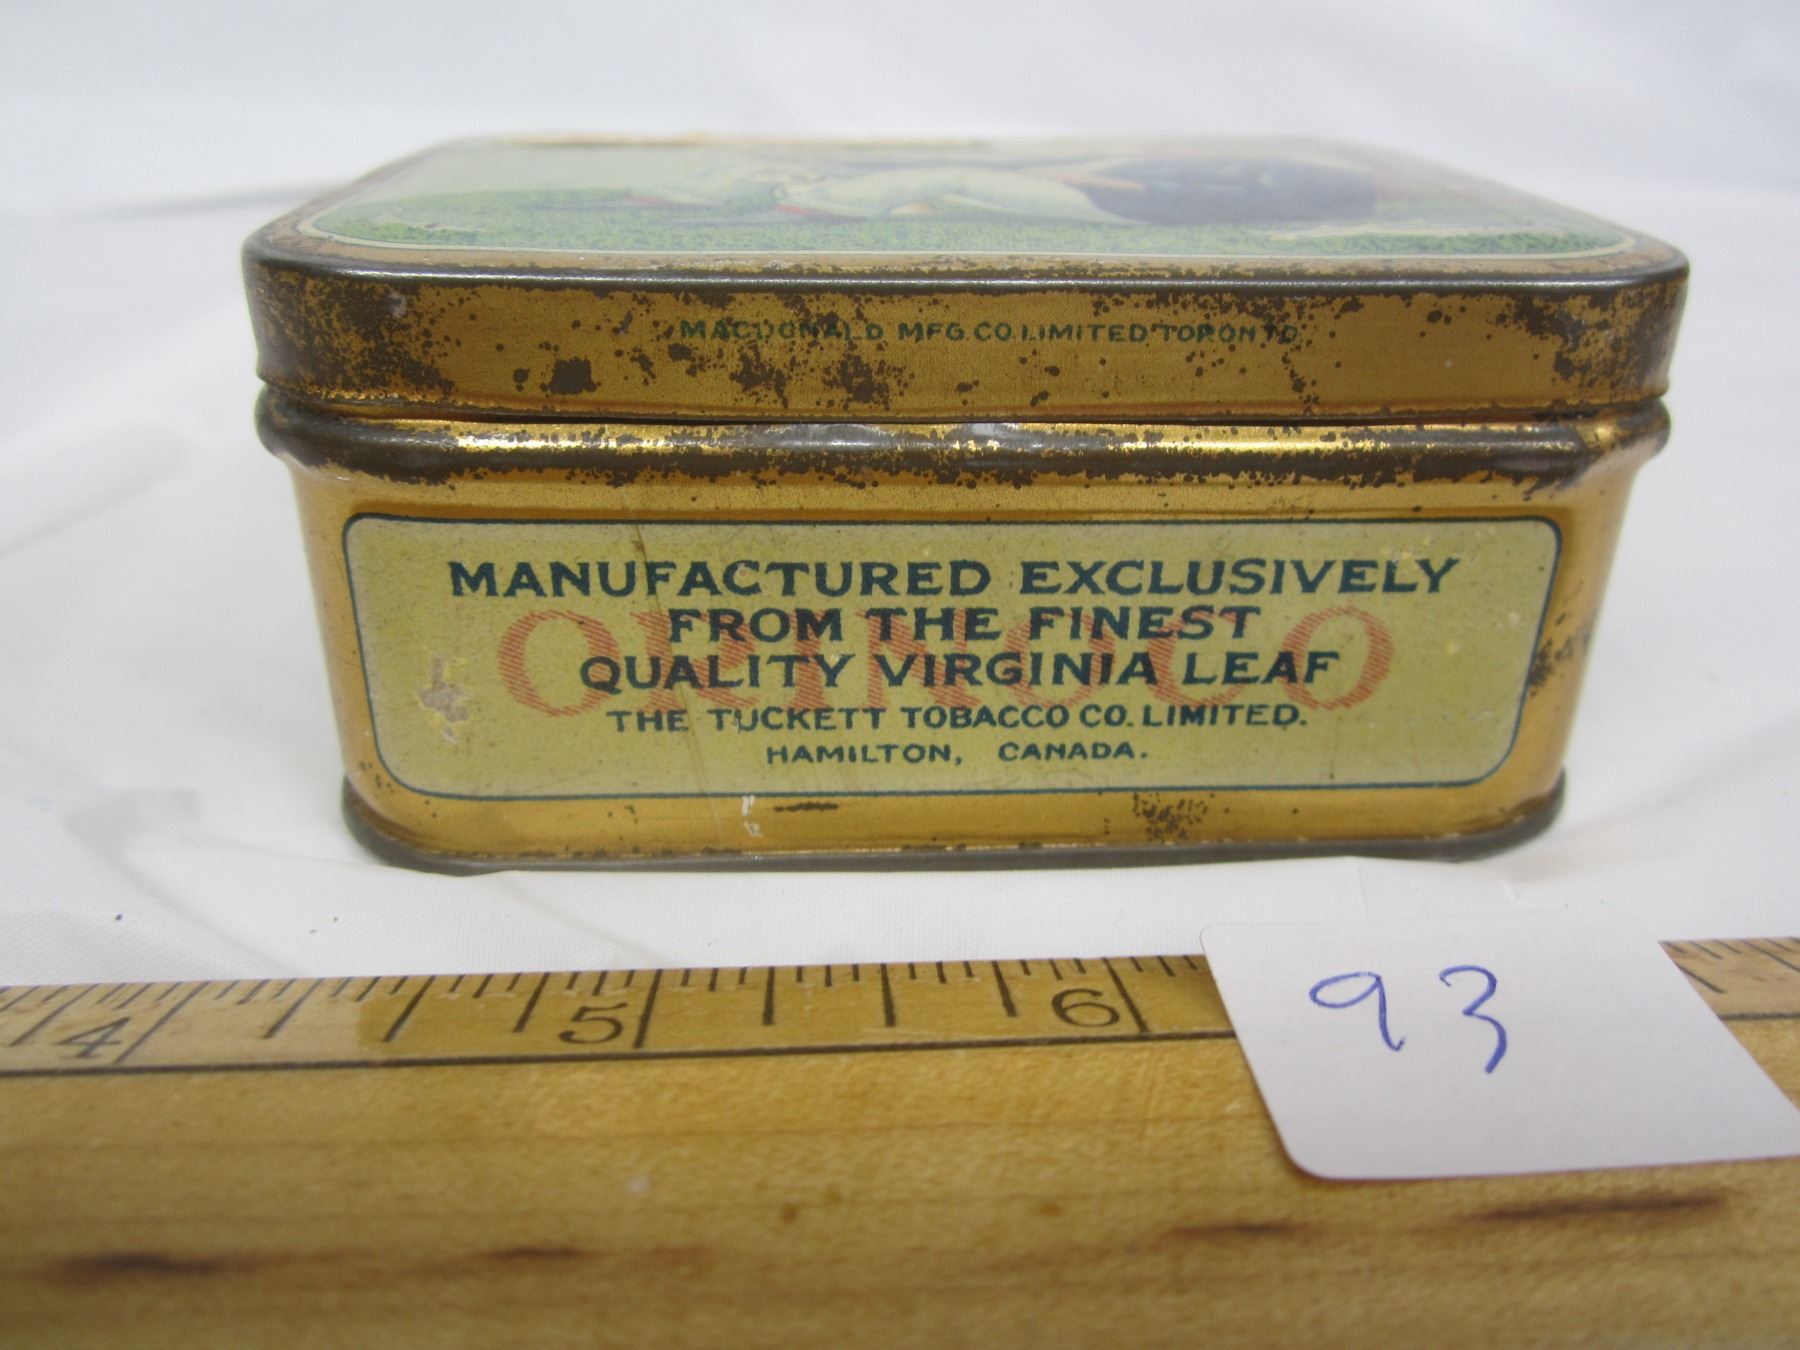 MACDONALD MFG. CO. LIMITED TORONTO
MANUFACTURED EXCLUSIVELY
FROM THE FINEST
QUALITY VIRGINIA LEAF
ORINOCO
THE TUCKETT TOBACCO CO. LIMITED.
HAMILTON, CANADA.
4 5 6
93